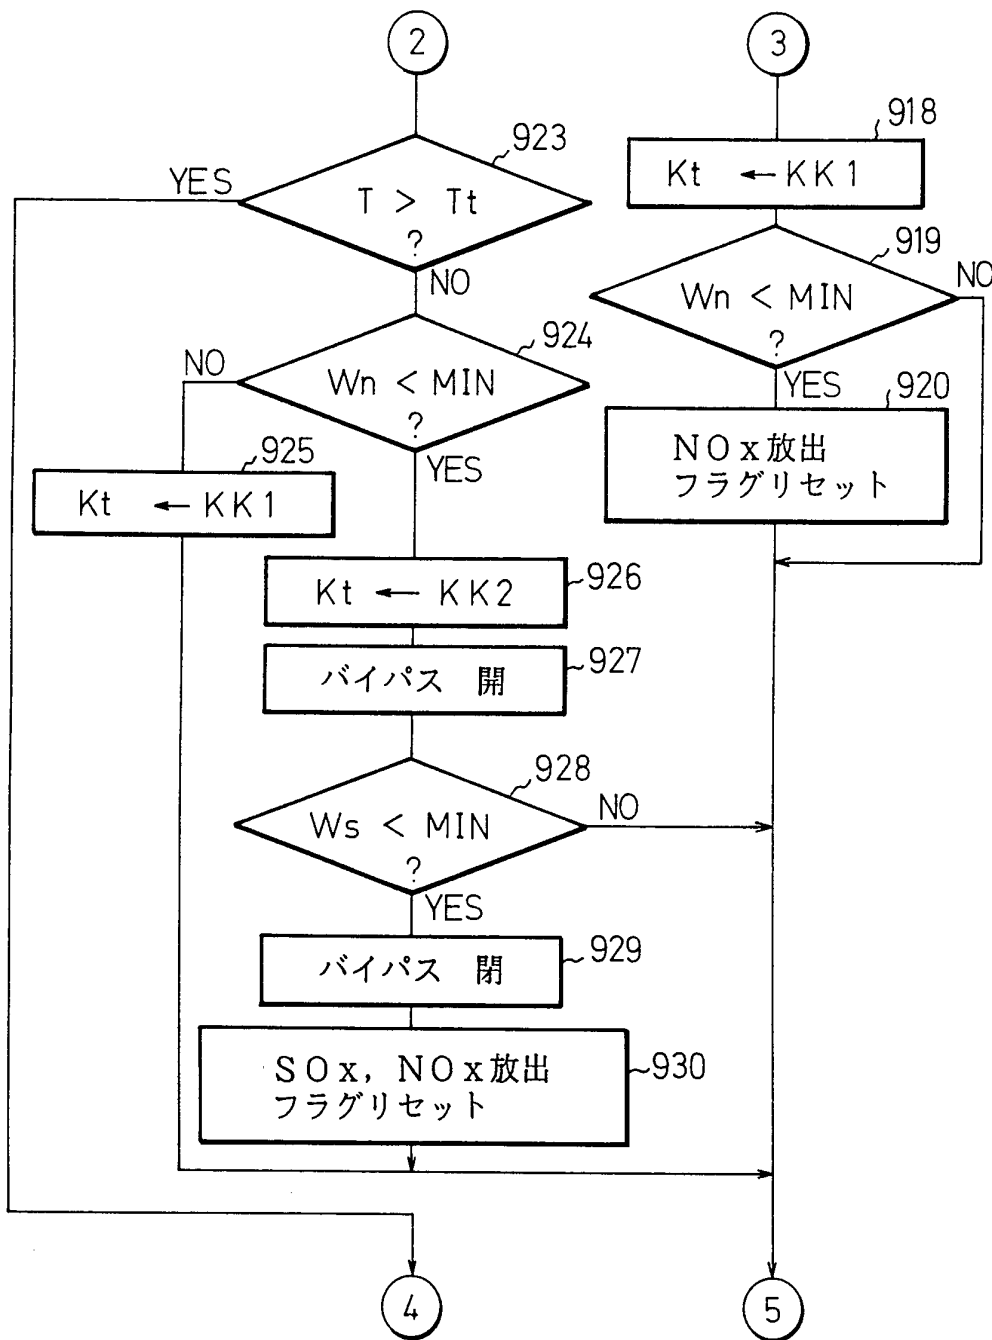 2
3
923
T > Tt
?
YES
NO
918
Kt ← KK1
919
Wn < MIN
?
NO
YES
924
Wn < MIN
?
NO
YES
920
NOx放出
フラグリセット
925
Kt ← KK1
926
Kt ← KK2
927
バイパス 開
928
Ws < MIN
?
NO
YES
929
バイパス 閉
930
SOx, NOx放出
フラグリセット
4
5